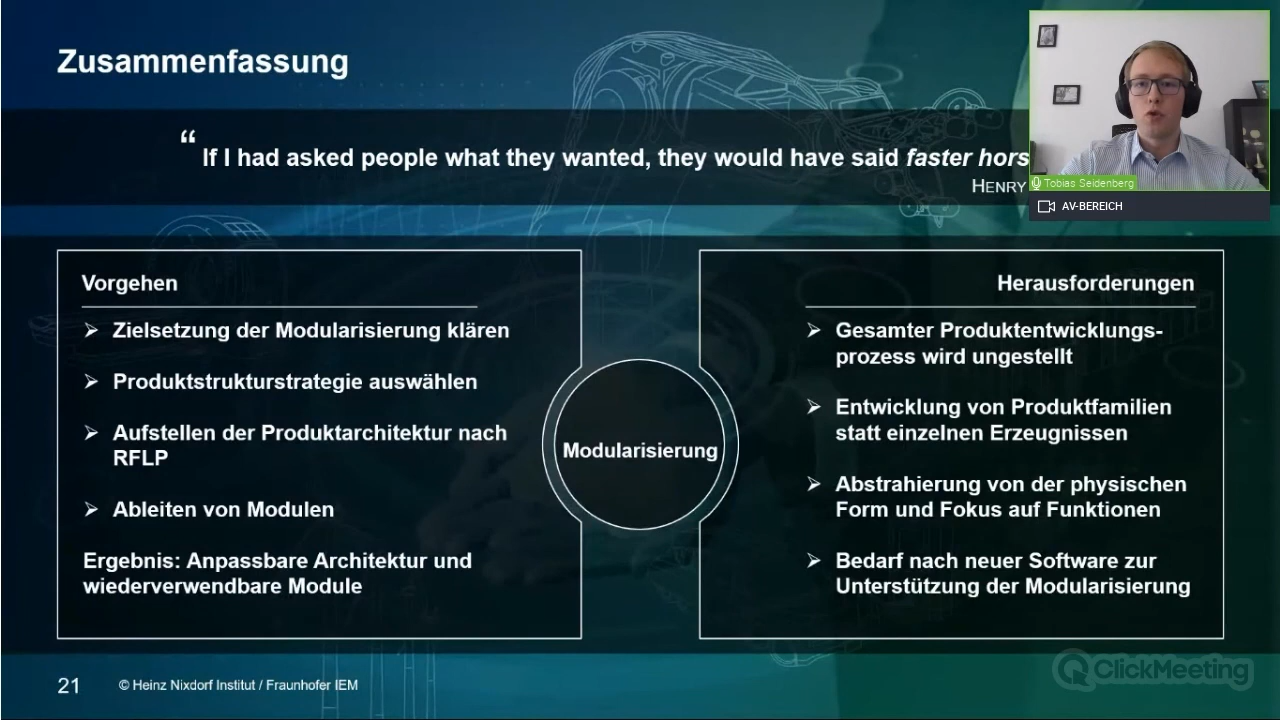 Zusammenfassung
“
If I had asked people what they wanted, they would have said faster hors
HENRY
Tobias Seidenberg
AV-BEREICH
Vorgehen
Zielsetzung der Modularisierung klären
Produktstrukturstrategie auswählen
Aufstellen der Produktarchitektur nach
RFLP
Ableiten von Modulen
Ergebnis: Anpassbare Architektur und
wiederverwendbare Module
Modularisierung
Herausforderungen
Gesamter Produktentwicklungs-
prozess wird ungestellt
Entwicklung von Produktfamilien
statt einzelnen Erzeugnissen
Abstrahierung von der physischen
Form und Fokus auf Funktionen
Bedarf nach neuer Software zur
Unterstützung der Modularisierung
21
© Heinz Nixdorf Institut / Fraunhofer IEM
ClickMeeting